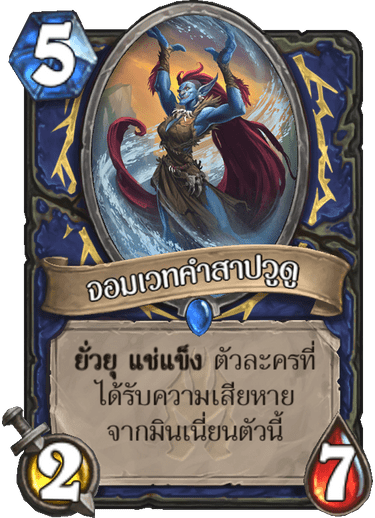 5
จอมเวทคำสาปวูดู
ยั่วยุ แช่แข็ง ตัวละครที่
ได้รับความเสียหาย
จากมินเนี่ยนตัวนี้
2
7